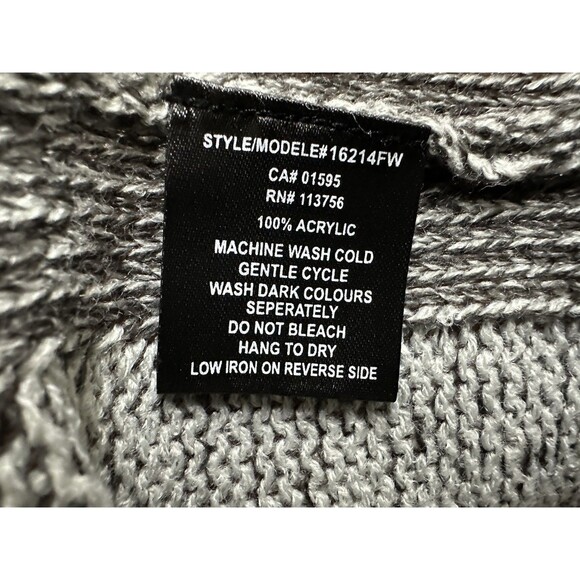 STYLE/MODELE#16214FW
CA# 01595
RN# 113756
100% ACRYLIC
MACHINE WASH COLD
GENTLE CYCLE
WASH DARK COLOURS
SEPERATELY
DO NOT BLEACH
HANG TO DRY
LOW IRON ON REVERSE SIDE